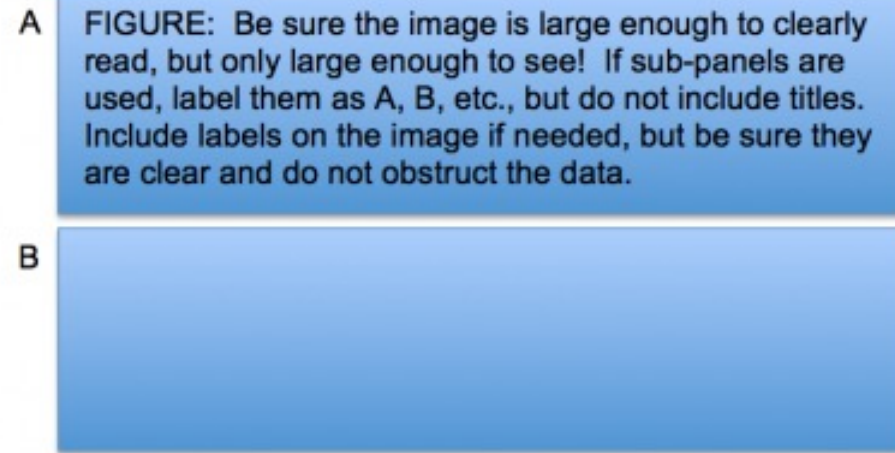 A FIGURE: Be sure the image is large enough to clearly
read, but only large enough to see! If sub-panels are
used, label them as A, B, etc., but do not include titles.
Include labels on the image if needed, but be sure they
are clear and do not obstruct the data.
B